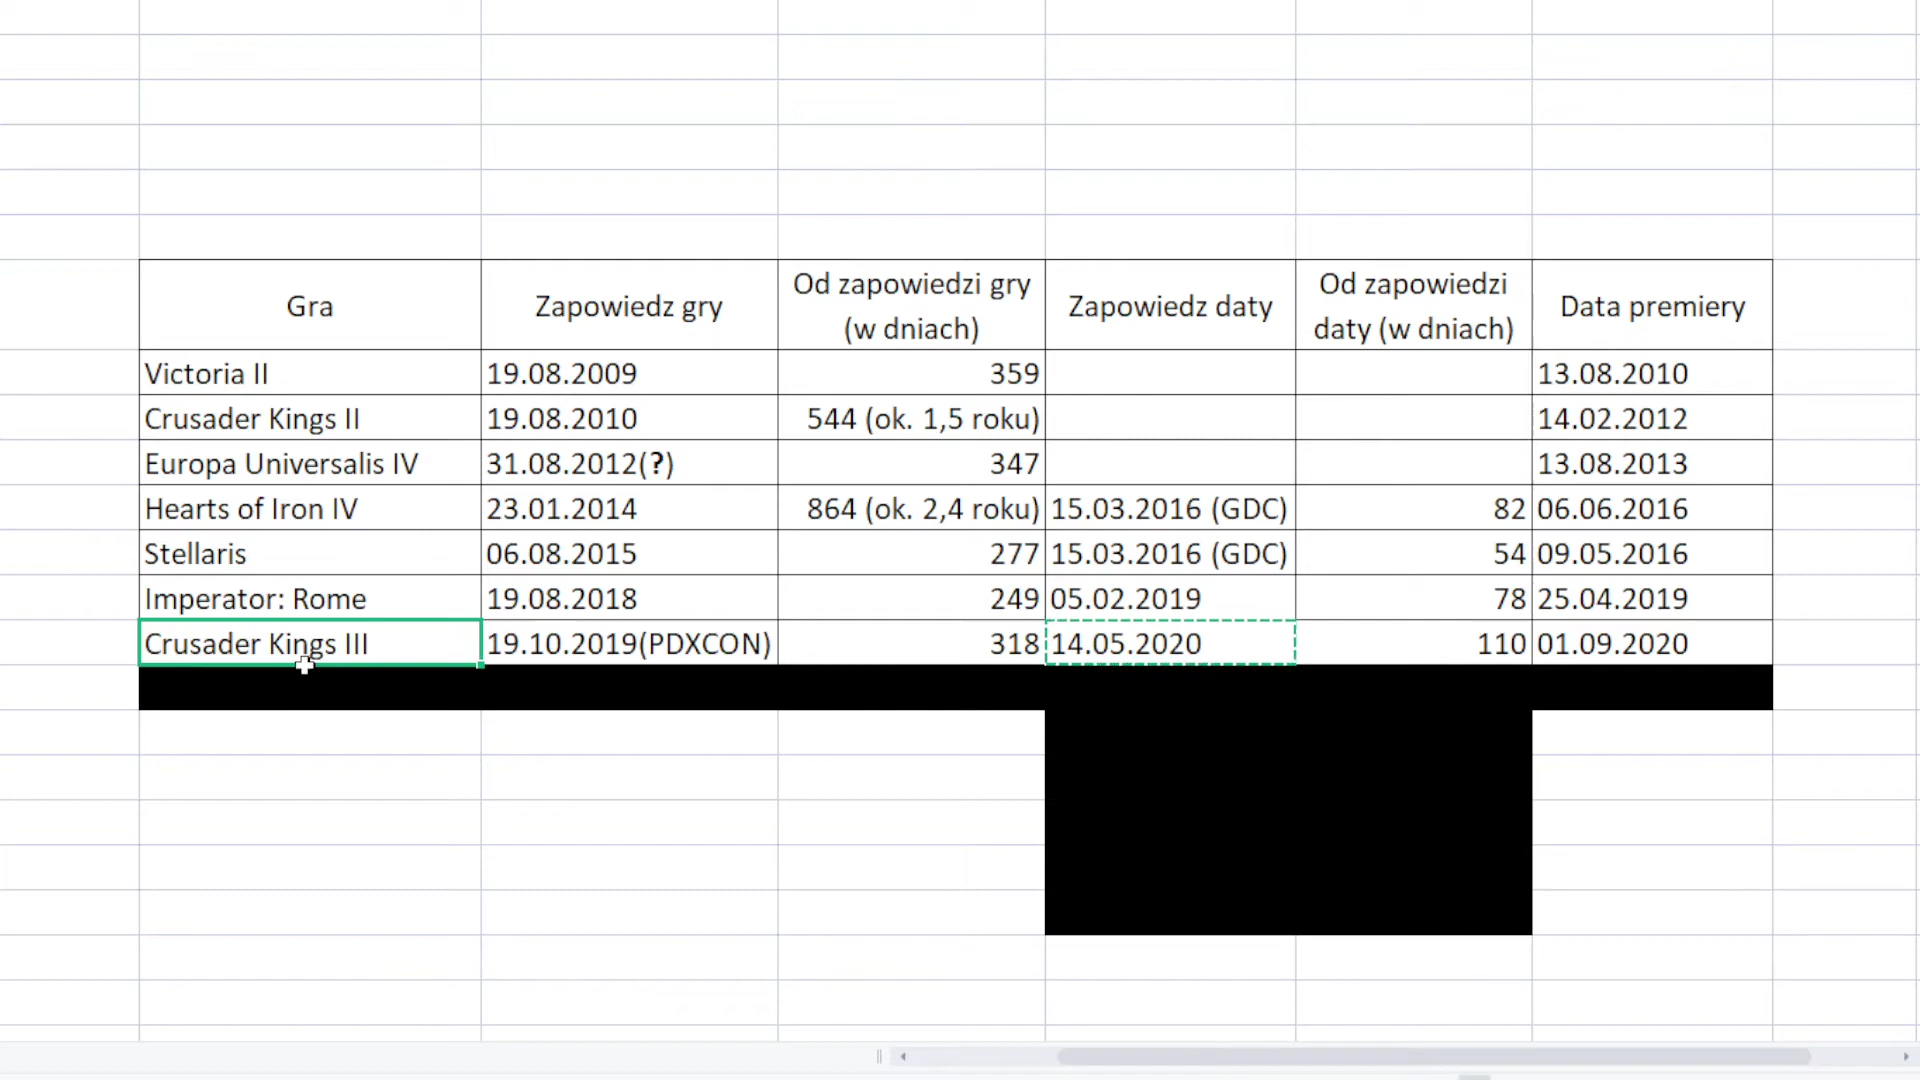 Gra Zapowiedz gry Od zapowiedzi gry (w dniach) Zapowiedz daty Od zapowiedzi daty (w dniach) Data premiery
Victoria II 19.08.2009 359 13.08.2010
Crusader Kings II 19.08.2010 544 (ok. 1,5 roku) 14.02.2012
Europa Universalis IV 31.08.2012(?) 347 13.08.2013
Hearts of Iron IV 23.01.2014 864 (ok. 2,4 roku) 15.03.2016 (GDC) 82 06.06.2016
Stellaris 06.08.2015 277 15.03.2016 (GDC) 54 09.05.2016
Imperator: Rome 19.08.2018 249 05.02.2019 78 25.04.2019
Crusader Kings III 19.10.2019(PDXCON) 318 14.05.2020 110 01.09.2020